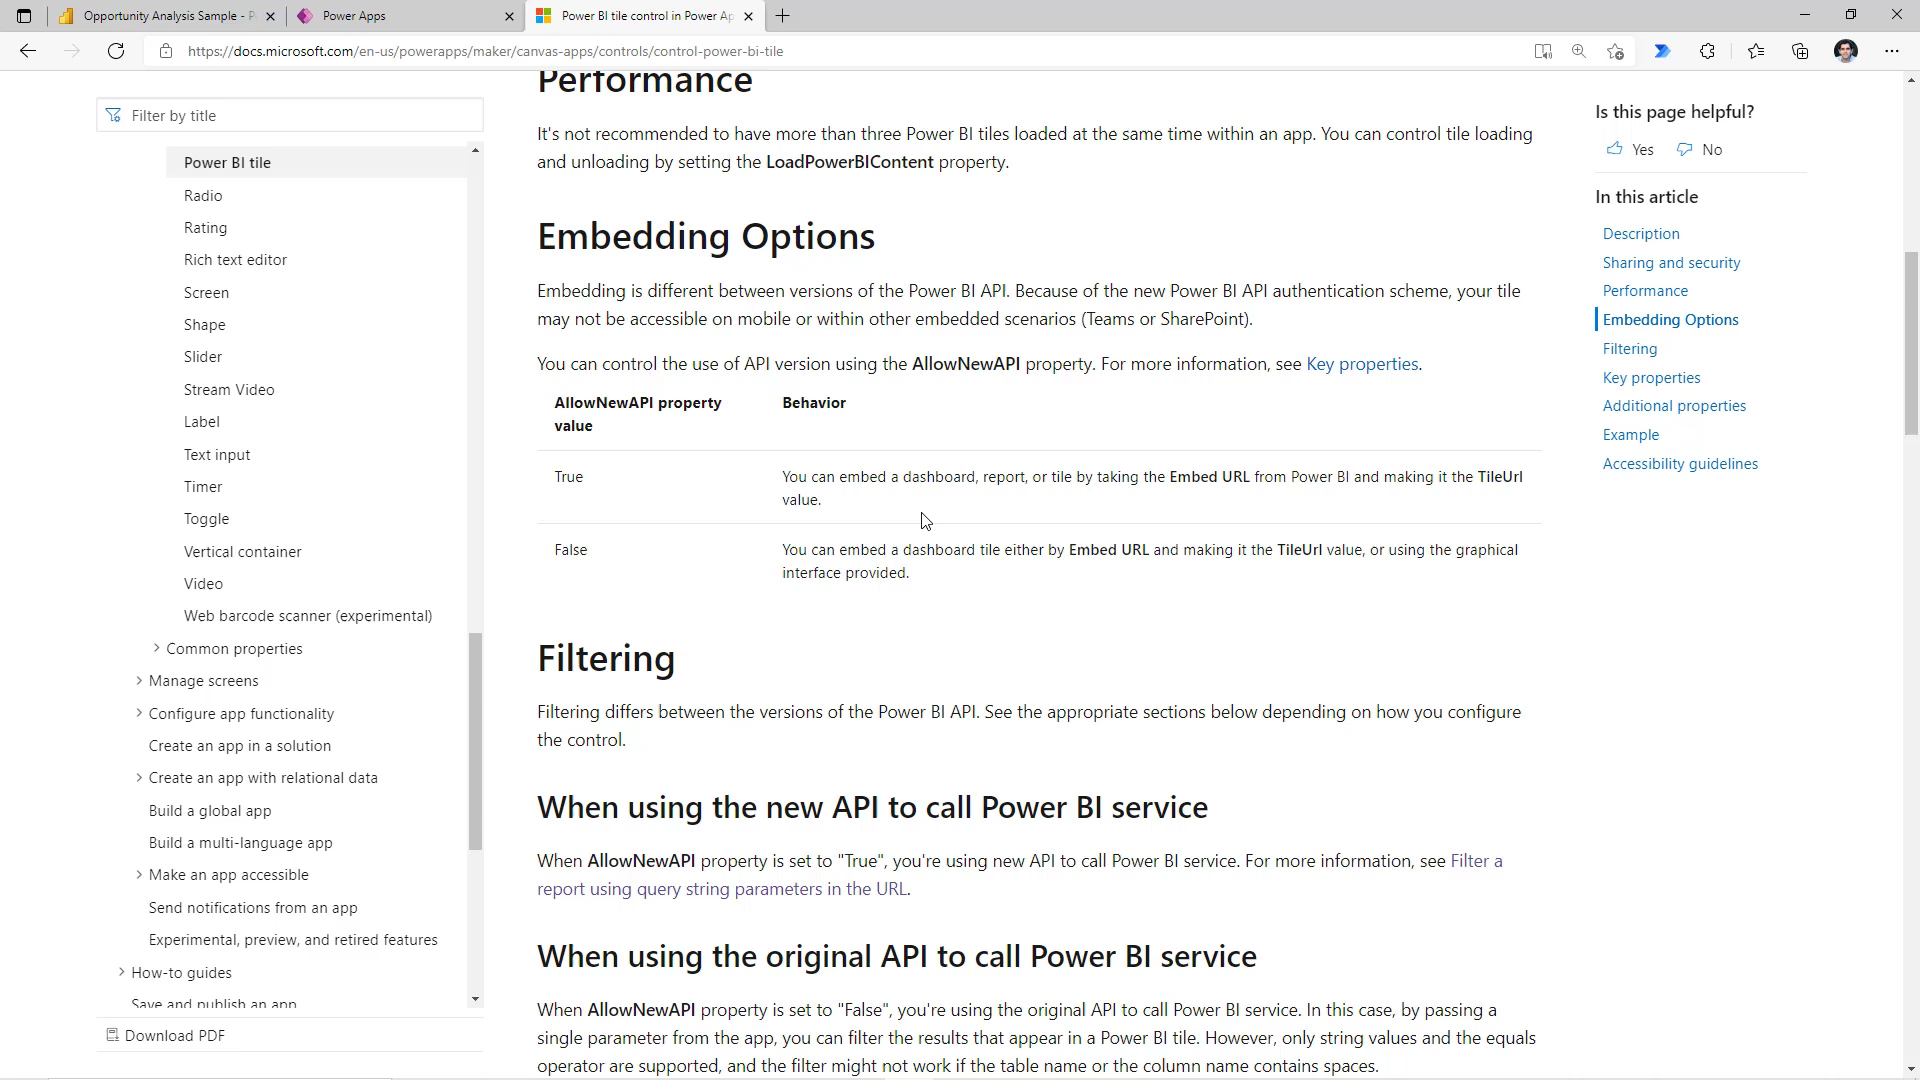 Opportunity Analysis Sample - P
Power Apps
Power BI tile control in Power Ap
https://docs.microsoft.com/en-us/powerapps/maker/canvas-apps/controls/control-power-bi-tile
Filter by title
Power BI tile
Radio
Rating
Rich text editor
Screen
Shape
Slider
Stream Video
Label
Text input
Timer
Toggle
Vertical container
Video
Web barcode scanner (experimental)
Common properties
Manage screens
Configure app functionality
Create an app in a solution
Create an app with relational data
Build a global app
Build a multi-language app
Make an app accessible
Send notifications from an app
Experimental, preview, and retired features
How-to guides
Save and publish an app
Download PDF
Performance
It's not recommended to have more than three Power BI tiles loaded at the same time within an app. You can control tile loading
and unloading by setting the LoadPowerBIContent property.
Embedding Options
Embedding is different between versions of the Power BI API. Because of the new Power BI API authentication scheme, your tile
may not be accessible on mobile or within other embedded scenarios (Teams or SharePoint).
You can control the use of API version using the AllowNewAPI property. For more information, see Key properties.
AllowNewAPI property
value
Behavior
True
You can embed a dashboard, report, or tile by taking the Embed URL from Power BI and making it the TileUrl
value.
False
You can embed a dashboard tile either by Embed URL and making it the TileUrl value, or using the graphical
interface provided.
Filtering
Filtering differs between the versions of the Power BI API. See the appropriate sections below depending on how you configure
the control.
When using the new API to call Power BI service
When AllowNewAPI property is set to "True", you're using new API to call Power BI service. For more information, see Filter a
report using query string parameters in the URL.
When using the original API to call Power BI service
When AllowNewAPI property is set to "False", you're using the original API to call Power BI service. In this case, by passing a
single parameter from the app, you can filter the results that appear in a Power BI tile. However, only string values and the equals
operator are supported, and the filter might not work if the table name or the column name contains spaces.
Is this page helpful?
Yes
No
In this article
Description
Sharing and security
Performance
Embedding Options
Filtering
Key properties
Additional properties
Example
Accessibility guidelines